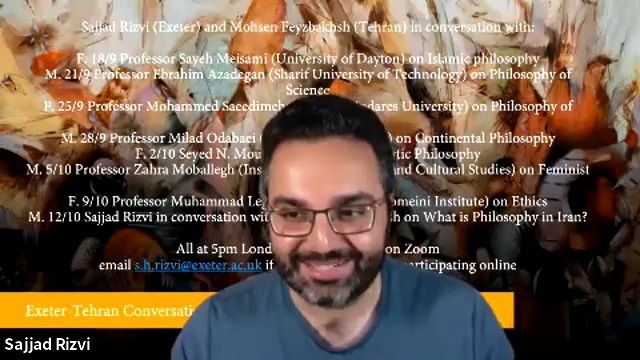 Sajjad Rizvi (Exeter) and Mohsen Feyzbakhsh (Tehran) in conversation with:
F. 18/9 Professor Sayeh Meisami (University of Dayton) on Islamic philosophy
M. 21/9 Professor Ebrahim Azadegan (Sharif University of Technology) on Philosophy of
Science
F. 25/9 Professor Mohammed University) on Philosophy of
M. 28/9 Professor Milad Odabaei on Continental Philosophy
F. 2/10 Seyed N. Philosophy
M. 5/10 Professor Zahra Moballegh and Cultural Studies) on Feminist
F. 9/10 Professor Muhammad Institute) on Ethics
M. 12/10 Sajjad Rizvi in conversation on What is Philosophy in Iran?
All at 5pm on Zoom
email s.h.rizvi@exeter.ac.uk participating online
Exeter-Tehran
Sajjad Rizvi